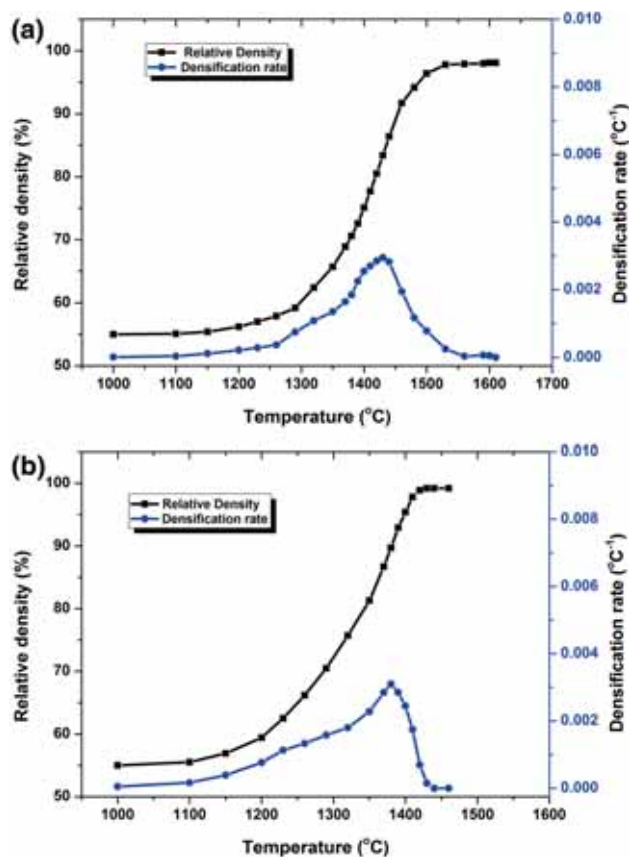 (a)
Relative Density
Densification rate
Relative density (%)
100
90
80
70
60
50
Densification rate (°C⁻¹)
0.010
0.008
0.006
0.004
0.002
0.000
1000 1100 1200 1300 1400 1500 1600 1700
Temperature (°C)
(b)
Relative Density
Densification rate
Relative density (%)
100
90
80
70
60
50
Densification rate (°C⁻¹)
0.010
0.008
0.006
0.004
0.002
0.000
1000 1100 1200 1300 1400 1500 1600
Temperature (°C)